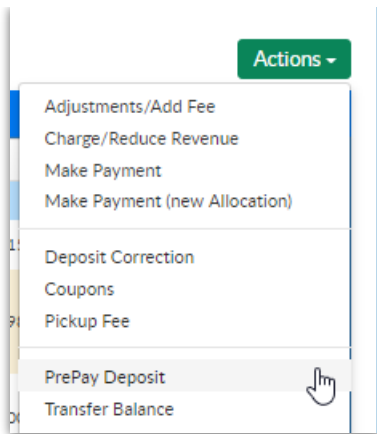 Actions
Adjustments/Add Fee
Charge/Reduce Revenue
Make Payment
Make Payment (new Allocation)
Deposit Correction
Coupons
Pickup Fee
PrePay Deposit
Transfer Balance